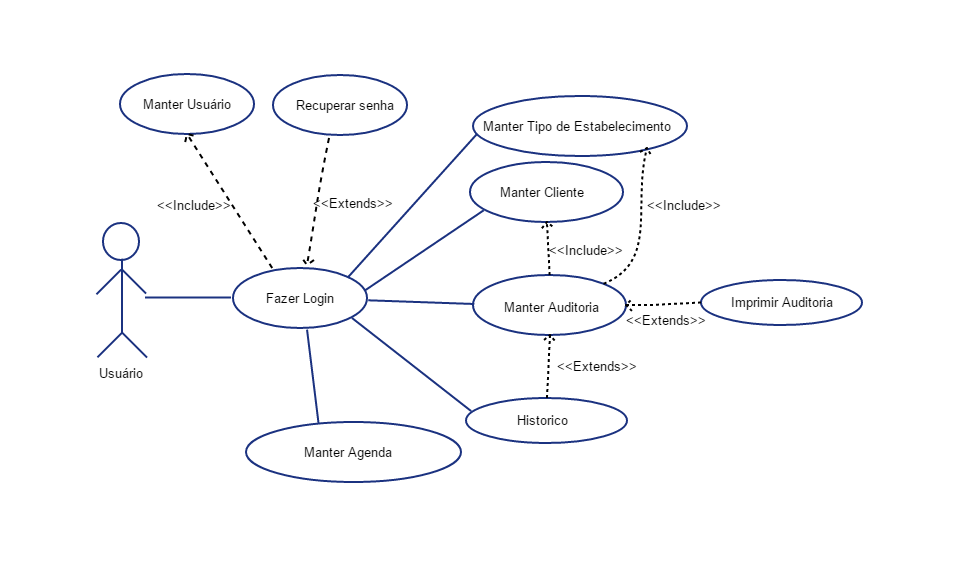 Manter Usuário
Recuperar senha
Manter Tipo de Estabelecimento
Manter Cliente
<<Include>>
<<Extends>>
<<Include>>
<<Include>>
Fazer Login
Manter Auditoria
Imprimir Auditoria
<<Extends>>
Usuário
<<Extends>>
Historico
Manter Agenda